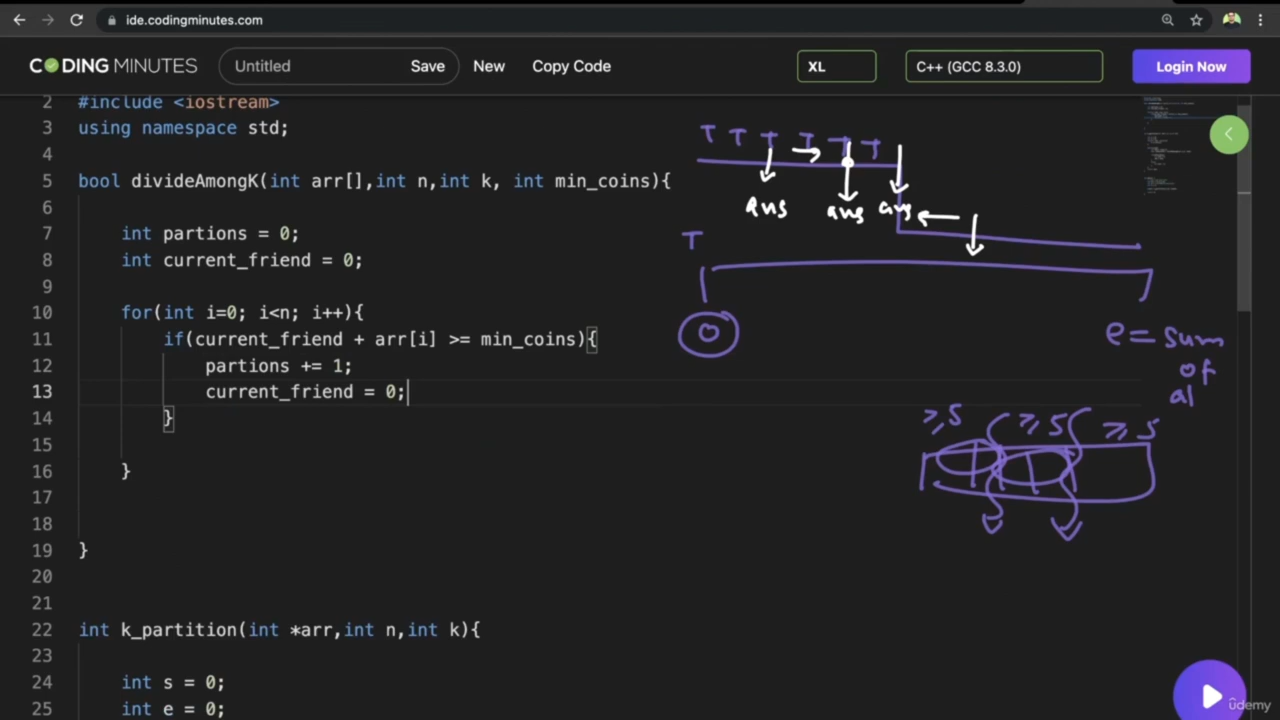 ide.codingminutes.com
CODING MINUTES
Untitled
Save
New
Copy Code
XL
C++ (GCC 8.3.0)
Login Now
2 #include <iostream>
3 using namespace std;
4
5 bool divideAmongK(int arr[],int n,int k, int min_coins){
6
7 int partions = 0;
8 int current_friend = 0;
9
10 for(int i=0; i<n; i++){
11 if(current_friend + arr[i] >= min_coins){
12 partions += 1;
13 current_friend = 0;
14 }
15
16 }
17
18
19 }
20
21
22 int k_partition(int *arr,int n,int k){
23
24 int s = 0;
25 int e = 0;
T T T T T T
ans ans ans
T
0
e = sum
of
al
≥5 ≥5 ≥5
ûdemy